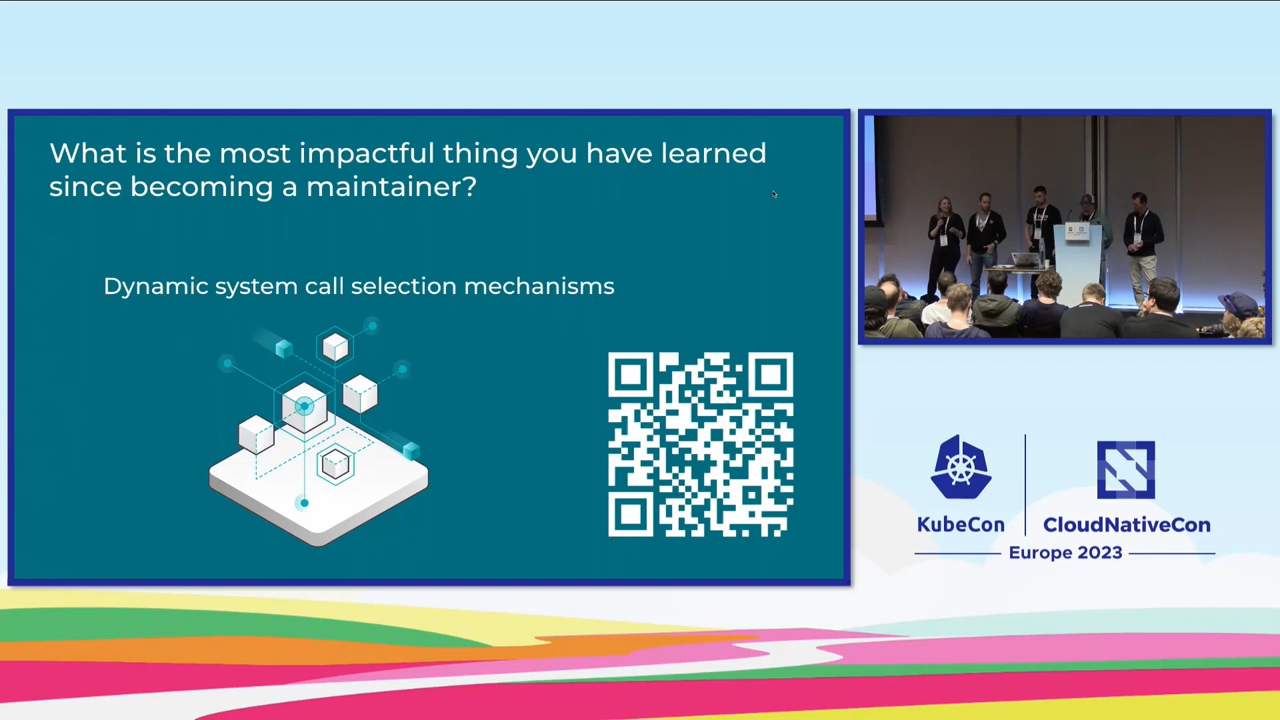 What is the most impactful thing you have learned
since becoming a maintainer?
Dynamic system call selection mechanisms
KubeCon
CloudNativeCon
Europe 2023